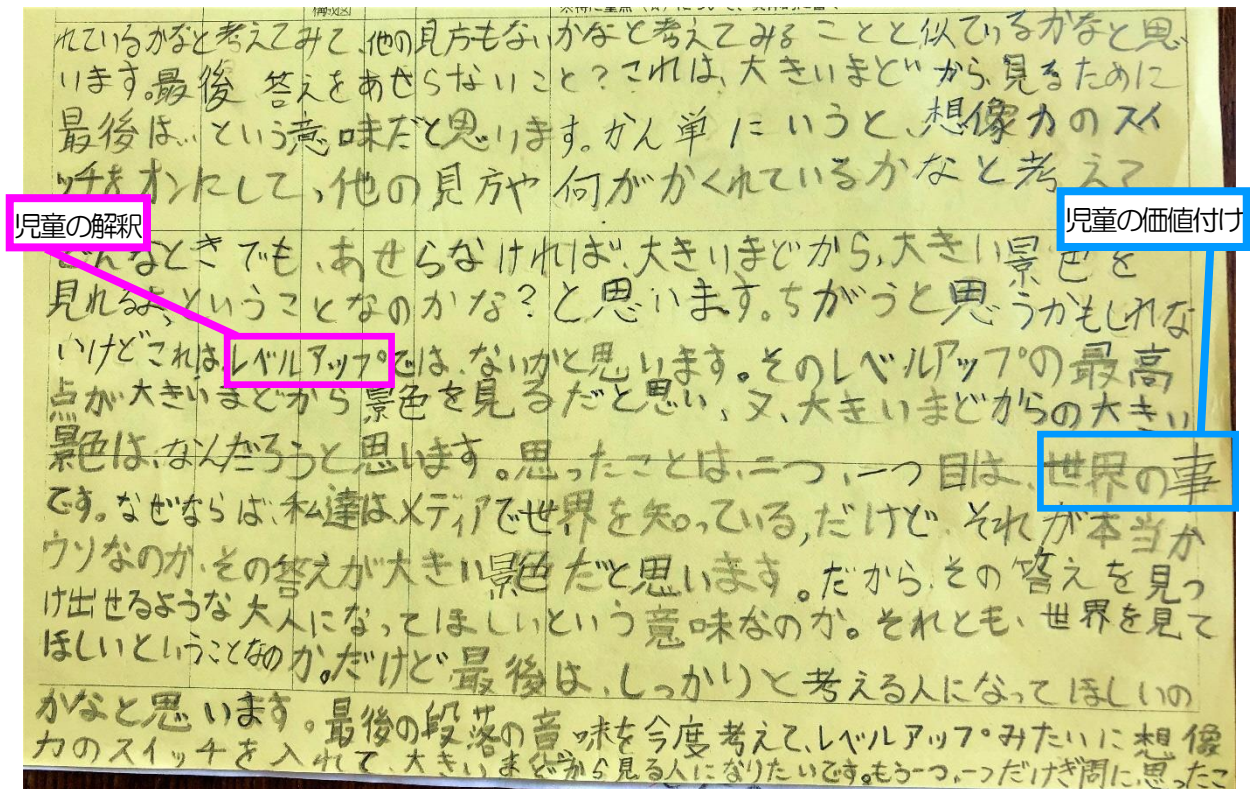 構成図
れているかなと考えてみて、他の見方もないかなと考えてみることと似ているかなと思
います。最後 答えをあせらないこと?これは、大きいまどから、見るために
最後は、という意味だと思います。かん単にいうと、想像力のスイ
ッチをオンにして、他の見方や何がかくれているかなと考えて
児童の解釈
児童の価値付け
どんなときでも、あせらなければ、大きいまどから、大きい景色を
見れるよ、ということなのかな?と思います。ちがうと思うかもしれな
いけどこれは、レベルアップでは、ないかと思います。そのレベルアップの最高
点が大きいまどから景色を見るだと思い、又、大きいまどからの大きい
景色は、なんだろうと思います。思ったことは、二つ、一つ目は、世界の事
です。なぜならば、私達は、メディアで世界を知っている,だけど それが本当か
ウソなのか、その答えが大きい景色だと思います。だから、その答えを見っ
け出せるような大人になってほしいという意味なのか。それとも、世界を見て
ほしいということなのか。だけど最後は、しっかりと考える人になってほしいの
かなと思います。最後の段落の意味を今度考えて、レベルアップみたいに想像
力のスイッチを入れて、大きいまどから見る人になりたいです。もう一つ、一つだけぎ問に、思ったこ